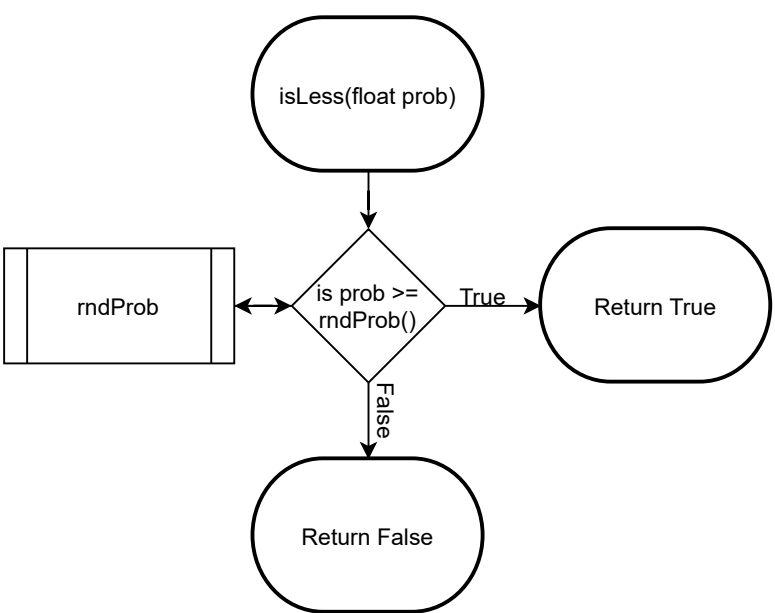 isLess(float prob)
rndProb
is prob >=
rndProb()
True
Return True
False
Return False